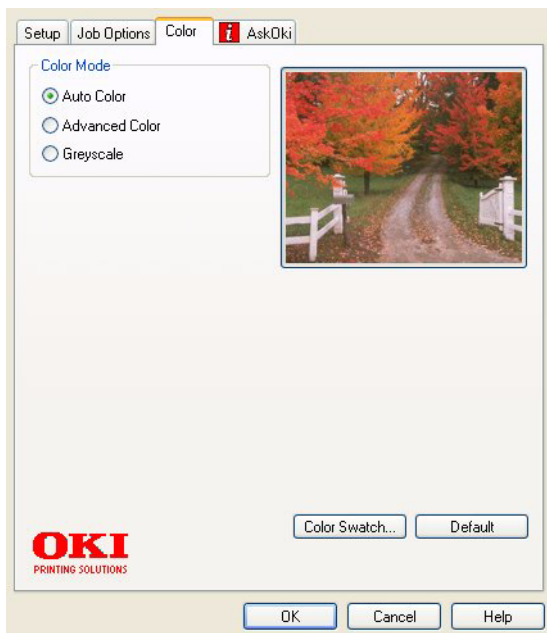 Setup Job Options Color i AskOki
Color Mode
Auto Color
Advanced Color
Greyscale
Color Swatch... Default
OKI
PRINTING SOLUTIONS
OK Cancel Help